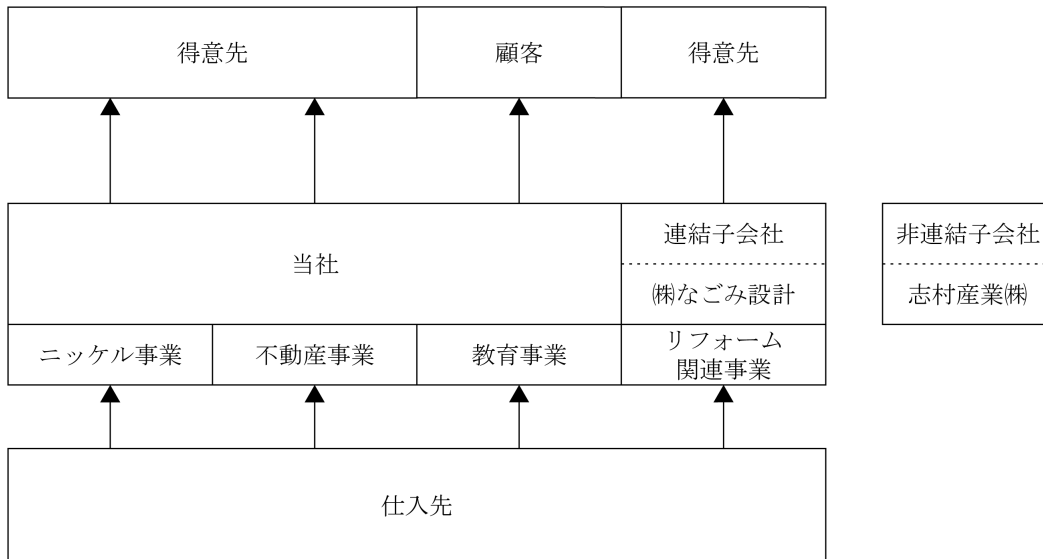 得意先
顧客
得意先
当社
連結子会社
㈱なごみ設計
非連結子会社
志村産業㈱
ニッケル事業
不動産事業
教育事業
リフォーム
関連事業
仕入先